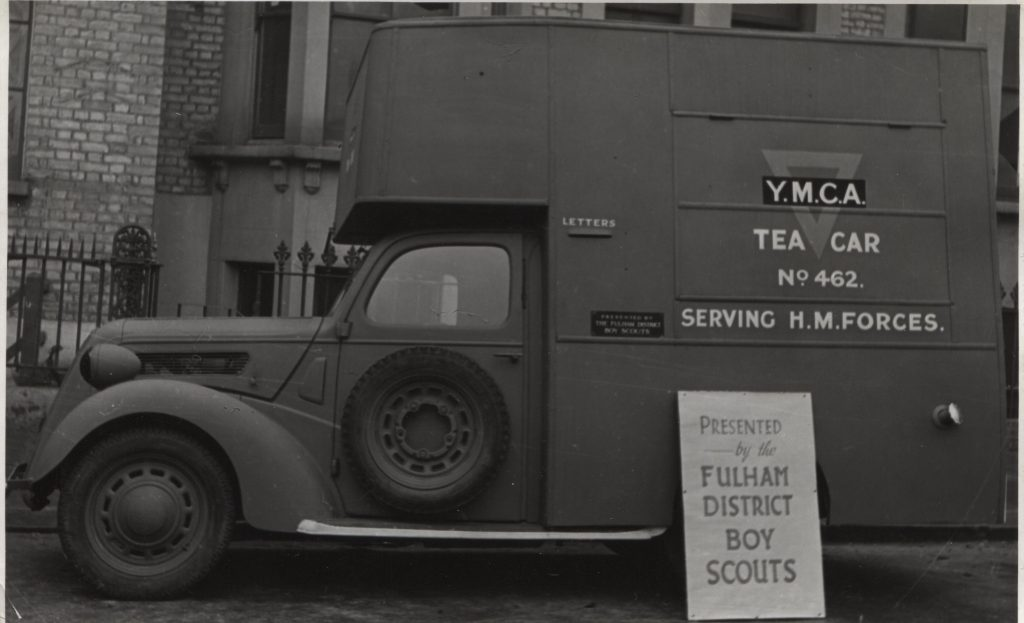 LETTERS
Y.M.C.A.
TEA CAR
Nº 462.
SERVING H.M.FORCES.
PRESENTED BY
THE FULHAM DISTRICT
BOY SCOUTS
PRESENTED
by the
FULHAM
DISTRICT
BOY
SCOUTS